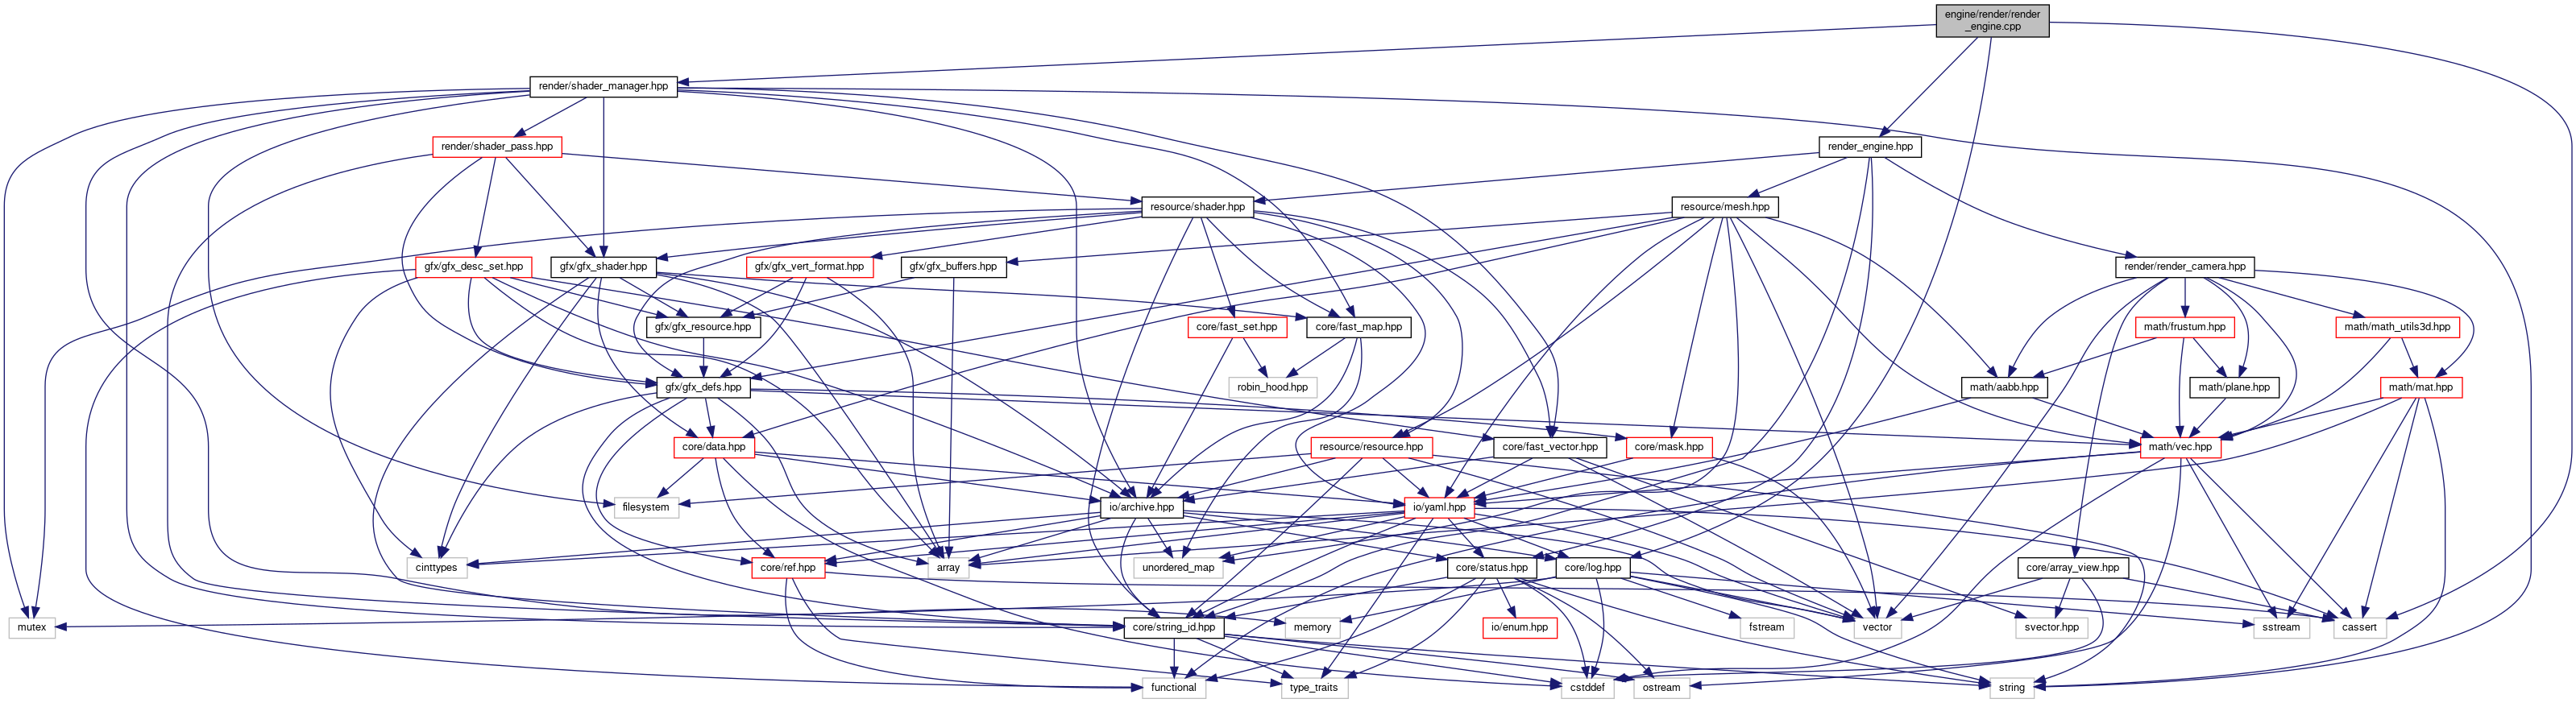 engine/render/render
_engine.cpp
render/shader_manager.hpp
render/shader_pass.hpp
render_engine.hpp
resource/shader.hpp
resource/mesh.hpp
gfx/gfx_desc_set.hpp
gfx/gfx_shader.hpp
gfx/gfx_vert_format.hpp
gfx/gfx_buffers.hpp
render/render_camera.hpp
gfx/gfx_resource.hpp
core/fast_set.hpp
core/fast_map.hpp
math/frustum.hpp
math/math_utils3d.hpp
robin_hood.hpp
gfx/gfx_defs.hpp
math/aabb.hpp
math/plane.hpp
math/mat.hpp
core/data.hpp
resource/resource.hpp
core/fast_vector.hpp
core/mask.hpp
math/vec.hpp
filesystem
io/archive.hpp
io/yaml.hpp
cinttypes
core/ref.hpp
array
unordered_map
core/status.hpp
core/log.hpp
core/array_view.hpp
mutex
core/string_id.hpp
memory
io/enum.hpp
fstream
vector
svector.hpp
sstream
cassert
functional
type_traits
cstddef
ostream
string